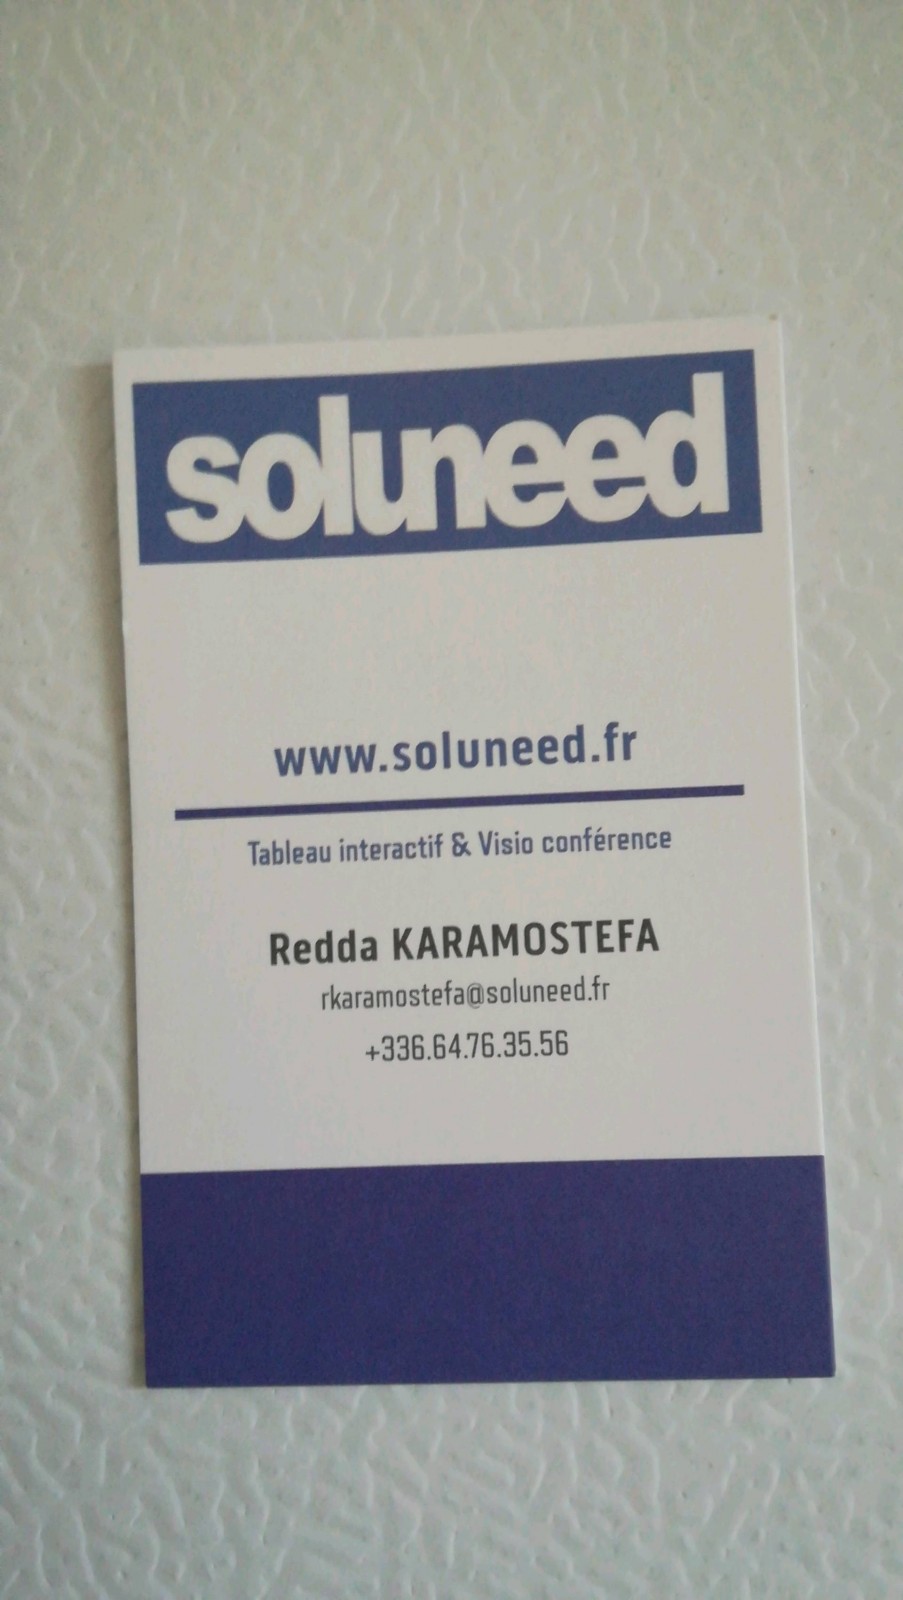 soluneed
www.soluneed.fr
Tableau interactif & Visio conférence
Redda KARAMOSTEFA
rkaramostefa@soluneed.fr
+336.64.76.35.56